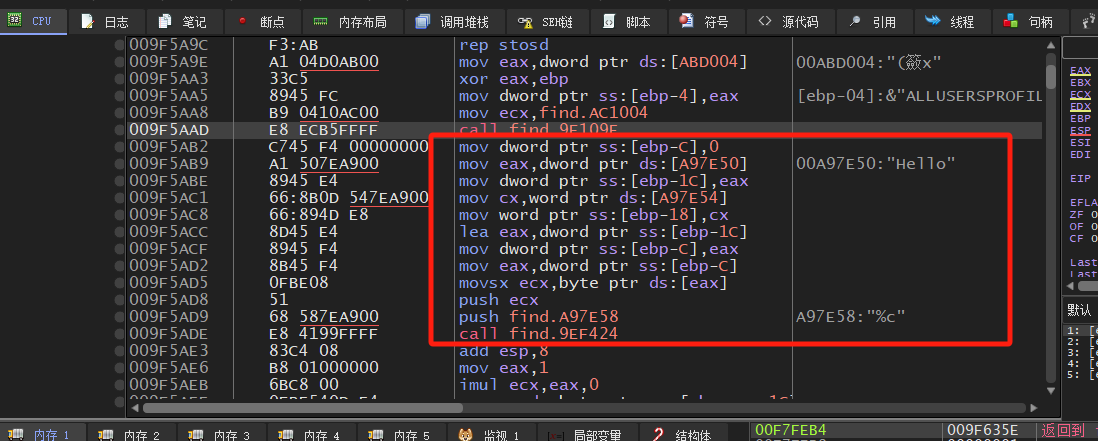 CPU 日志 笔记 断点 内存布局 调用堆栈 SEH链 脚本 符号 源代码 引用 线程 句柄
009F5A9C F3:AB rep stosd
009F5A9E A1 04D0AB00 mov eax,dword ptr ds:[ABD004] 00ABD004:"(簽x"
009F5AA3 33C5 xor eax,ebp
009F5AA5 8945 FC mov dword ptr ss:[ebp-4],eax [ebp-04]:&"ALLUSERSPROFIL
009F5AA8 B9 0410AC00 mov ecx,find.AC1004
009F5AAD E8 ECB5FFFF call find.9F109F
009F5AB2 C745 F4 00000000 mov dword ptr ss:[ebp-C],0
009F5AB9 A1 507EA900 mov eax,dword ptr ds:[A97E50] 00A97E50:"Hello"
009F5ABE 8945 E4 mov dword ptr ss:[ebp-1C],eax
009F5AC1 66:8B0D 547EA900 mov cx,word ptr ds:[A97E54]
009F5AC8 66:894D E8 mov word ptr ss:[ebp-18],cx
009F5ACC 8D45 E4 lea eax,dword ptr ss:[ebp-1C]
009F5ACF 8945 F4 mov dword ptr ss:[ebp-C],eax
009F5AD2 8B45 F4 mov eax,dword ptr ss:[ebp-C]
009F5AD5 0FBE08 movsx ecx,byte ptr ds:[eax]
009F5AD8 51 push ecx
009F5AD9 68 587EA900 push find.A97E58 A97E58:"%c"
009F5ADE E8 4199FFFF call find.9EF424
009F5AE3 83C4 08 add esp,8
009F5AE6 B8 01000000 mov eax,1
009F5AEB 6BC8 00 imul ecx,eax,0
EAX
EBX
ECX
EDX
EBP
ESP
ESI
EDI
EIP
EFLA
ZF 0
OF 0
CF 0
Last
默认
1: [e
2: [e
3: [e
4: [e
5: [e
内存 1 内存 2 内存 3 内存 4 内存 5 监视 1 局部变量 结构体
00F7FEB4 009F635E 返回到